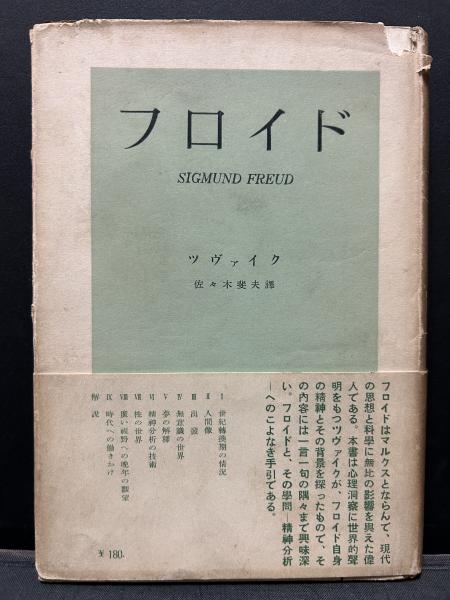 フロイド
SIGMUND FREUD
ツヴァイク
佐々木斐夫譯
フロイドはマルクスとならんで、現代
の思想と科學に無比の影響を與えた偉
人である。本書は心理洞察に世界的聲
明をもつツヴァイクが、フロイド自身
の精神とその背景を探ったもので、そ
の內容には一言一句の隅々まで興味深
い。フロイドと、その學問—精神分析
—へのこよなき手引である。
I 世紀轉換期の情況
II 人間像
III 出發
IV 無意識の世界
V 夢の解釋
VI 精神分析の技術
VII 性の世界
VIII 廣い視野への晩年の觀望
IX 時代への働きかけ
解說
¥ 180.